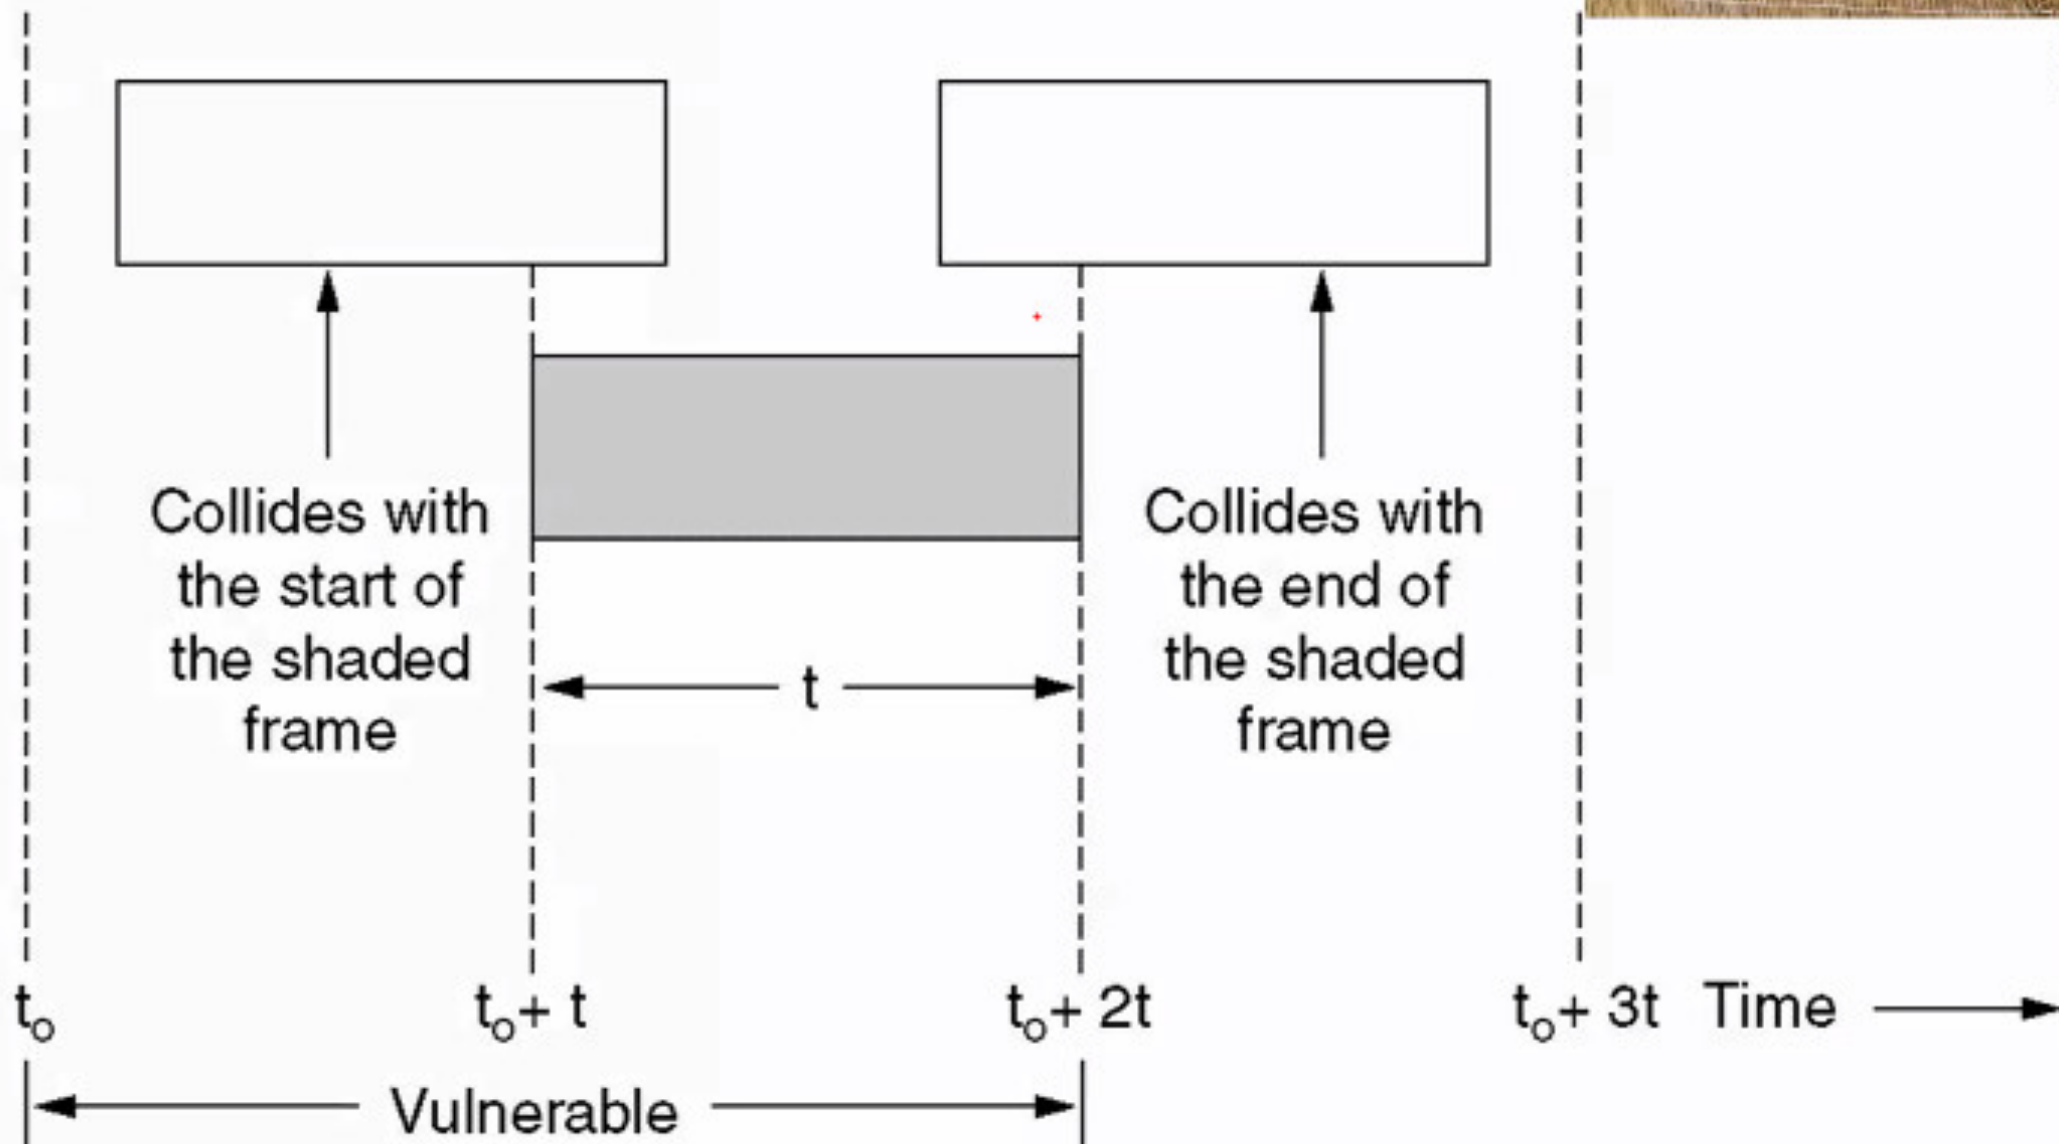 Collides with
the start of
the shaded
frame
Collides with
the end of
the shaded
frame
t
to
to+ t
to+ 2t
to+ 3t
Time
Vulnerable